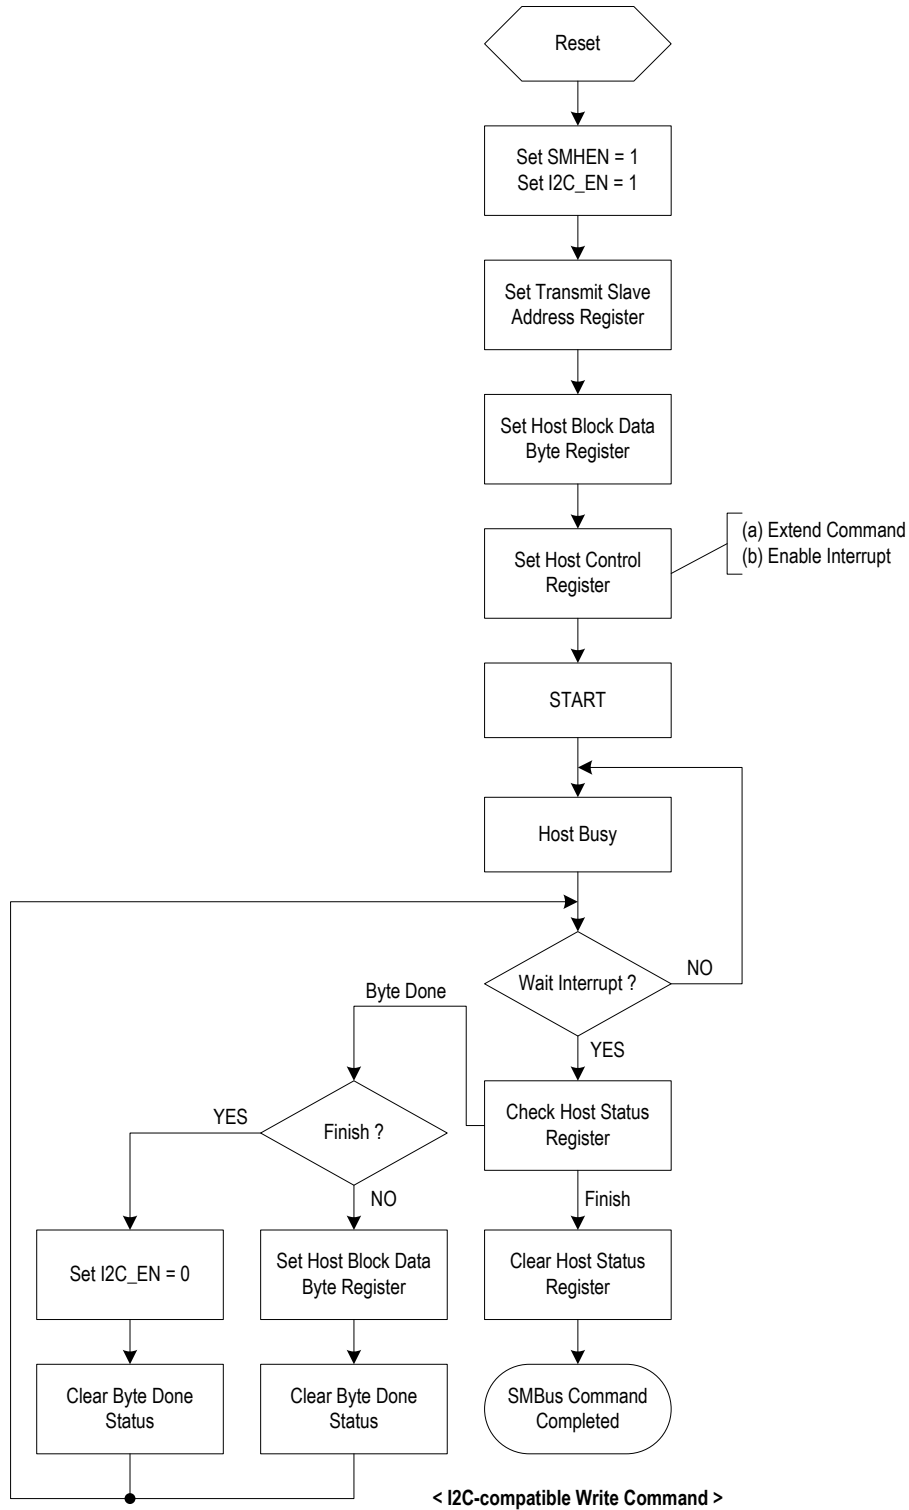 Reset
Set SMHEN = 1
Set I2C_EN = 1
Set Transmit Slave
Address Register
Set Host Block Data
Byte Register
Set Host Control
Register
(a) Extend Command
(b) Enable Interrupt
START
Host Busy
Wait Interrupt ?
NO
YES
Byte Done
Check Host Status
Register
Finish ?
YES
NO
Finish
Set I2C_EN = 0
Set Host Block Data
Byte Register
Clear Host Status
Register
Clear Byte Done
Status
Clear Byte Done
Status
SMBus Command
Completed
< I2C-compatible Write Command >